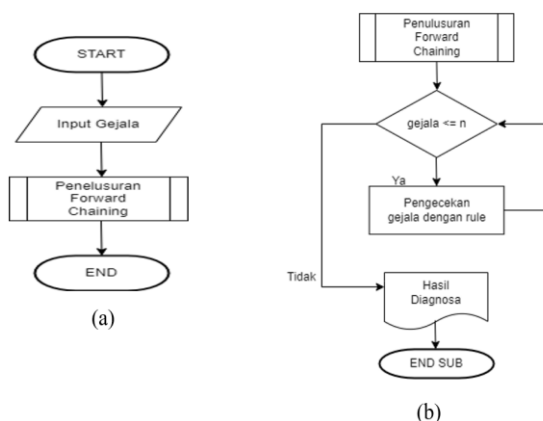 START
Input Gejala
Penelusuran
Forward
Chaining
END
(a)
Penulusuran
Forward
Chaining
gejala <= n
Ya
Pengecekan
gejala dengan rule
Tidak
Hasil
Diagnosa
END SUB
(b)